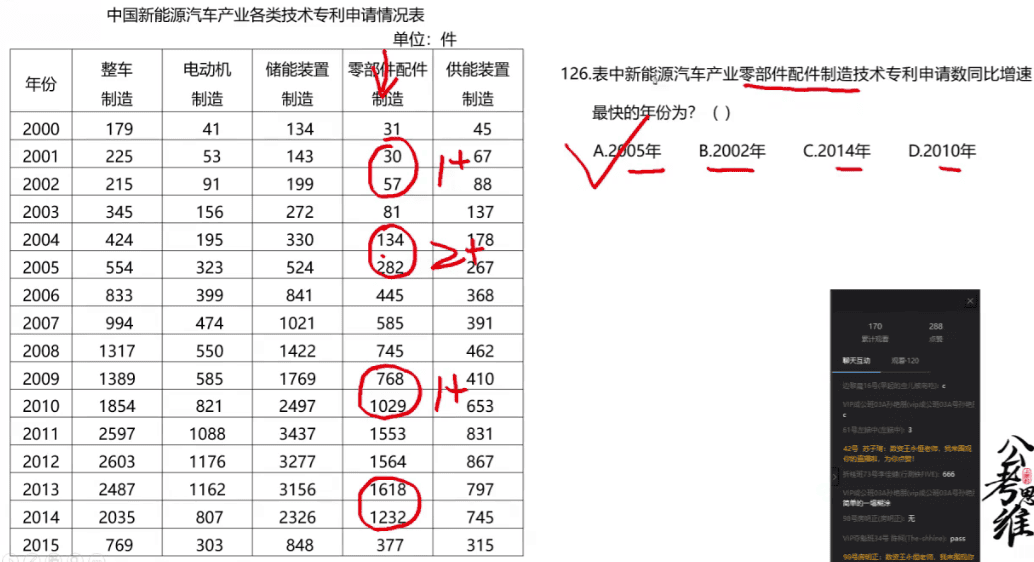 中国新能源汽车产业各类技术专利申请情况表
单位：件
年份 整车制造 电动机制造 储能装置制造 零部件配件制造 供能装置制造
2000 179 41 134 31 45
2001 225 53 143 30 67
2002 215 91 199 57 88
2003 345 156 272 81 137
2004 424 195 330 134 178
2005 554 323 524 282 267
2006 833 399 841 445 368
2007 994 474 1021 585 391
2008 1317 550 1422 745 462
2009 1389 585 1769 768 410
2010 1854 821 2497 1029 653
2011 2597 1088 3437 1553 831
2012 2603 1176 3277 1564 867
2013 2487 1162 3156 1618 797
2014 2035 807 2326 1232 745
2015 769 303 848 377 315
1+
2+
1+
126.表中新能源汽车产业零部件配件制造技术专利申请数同比增速
最快的年份为？（ ）
A.2005年 B.2002年 C.2014年 D.2010年
170 288
累计观看 点赞
聊天互动 观看·120
c
c
3
666
简单的一塌糊涂
无
pass
公考思维